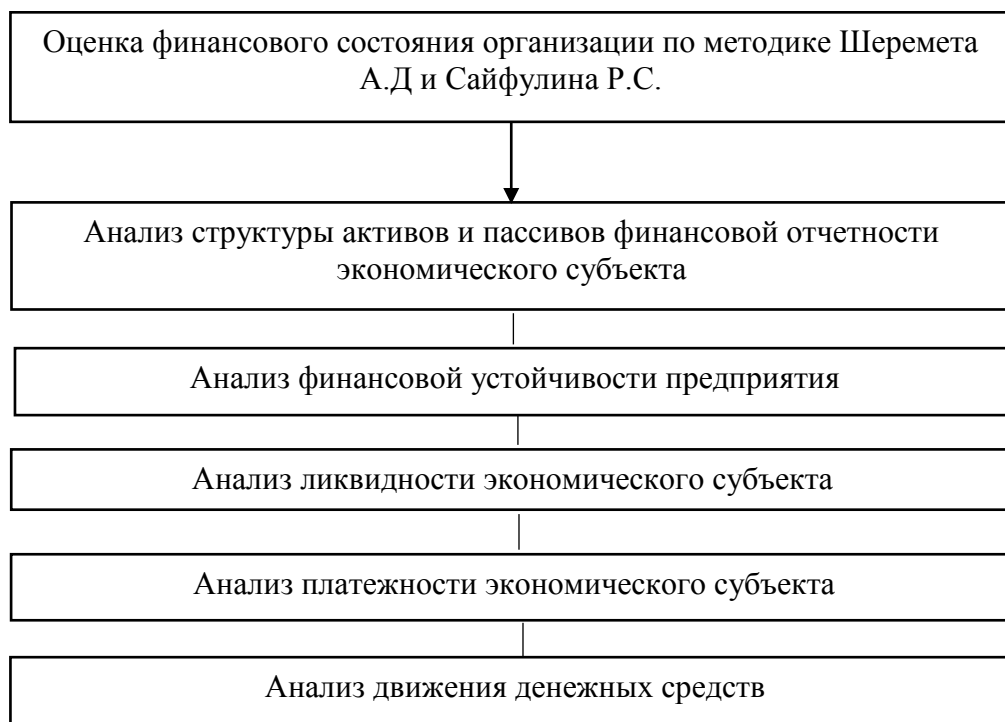 Оценка финансового состояния организации по методике Шеремета
А.Д и Сайфулина Р.С.
Анализ структуры активов и пассивов финансовой отчетности
экономического субъекта
Анализ финансовой устойчивости предприятия
Анализ ликвидности экономического субъекта
Анализ платежности экономического субъекта
Анализ движения денежных средств